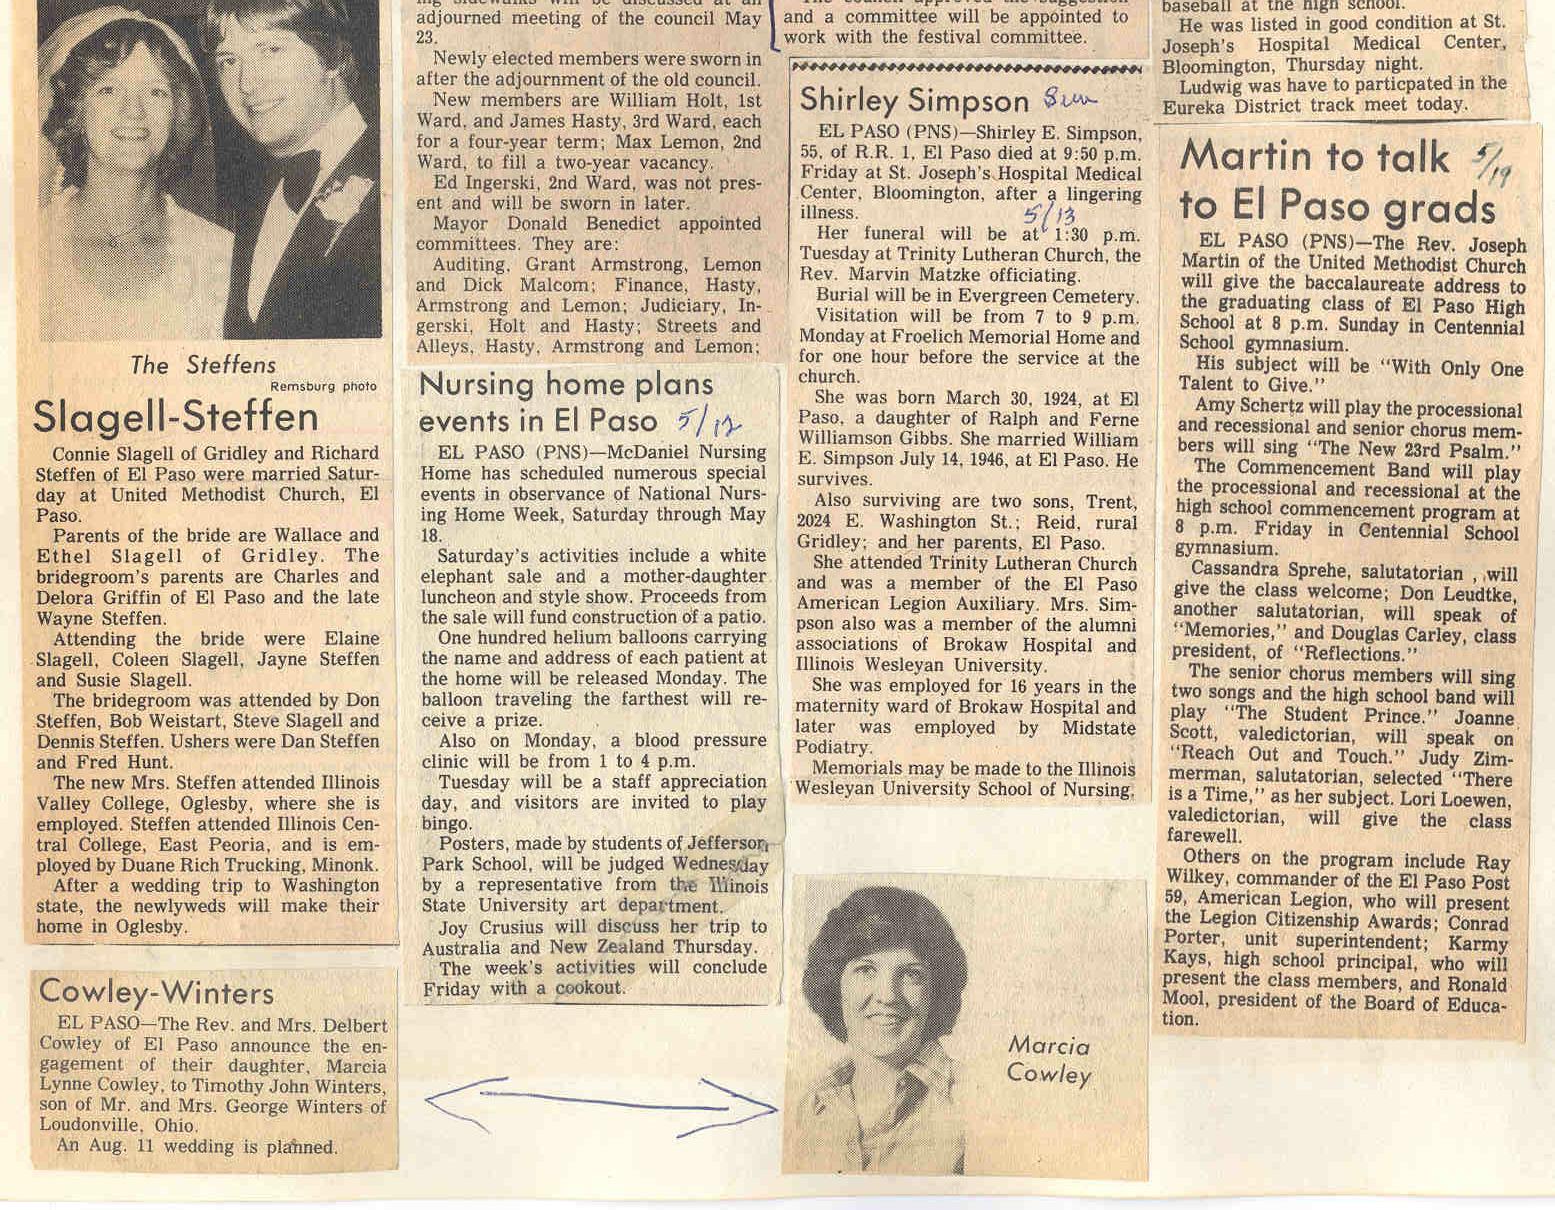 The Steffens
Remsburg photo
Slagell-Steffen
Connie Slagell of Gridley and Richard
Steffen of El Paso were married Satur-
day at United Methodist Church, El
Paso.
Parents of the bride are Wallace and
Ethel Slagell of Gridley. The
bridegroom's parents are Charles and
Delora Griffin of El Paso and the late
Wayne Steffen.
Attending the bride were Elaine
Slagell, Coleen Slagell, Jayne Steffen
and Susie Slagell.
The bridegroom was attended by Don
Steffen, Bob Weistart, Steve Slagell and
Dennis Steffen. Ushers were Dan Steffen
and Fred Hunt.
The new Mrs. Steffen attended Illinois
Valley College, Oglesby, where she is
employed. Steffen attended Illinois Cen-
tral College, East Peoria, and is em-
ployed by Duane Rich Trucking, Minonk.
After a wedding trip to Washington
state, the newlyweds will make their
home in Oglesby.
Cowley-Winters
EL PASO—The Rev. and Mrs. Delbert
Cowley of El Paso announce the en-
gagement of their daughter, Marcia
Lynne Cowley, to Timothy John Winters,
son of Mr. and Mrs. George Winters of
Loudonville, Ohio.
An Aug. 11 wedding is planned.
ing sidewalks will be discussed at an
adjourned meeting of the council May
23.
Newly elected members were sworn in
after the adjournment of the old council.
New members are William Holt, 1st
Ward, and James Hasty, 3rd Ward, each
for a four-year term; Max Lemon, 2nd
Ward, to fill a two-year vacancy.
Ed Ingerski, 2nd Ward, was not pres-
ent and will be sworn in later.
Mayor Donald Benedict appointed
committees. They are:
Auditing, Grant Armstrong, Lemon
and Dick Malcom; Finance, Hasty,
Armstrong and Lemon; Judiciary, In-
gerski, Holt and Hasty; Streets and
Alleys, Hasty, Armstrong and Lemon;
Nursing home plans
events in El Paso 5/12
EL PASO (PNS)—McDaniel Nursing
Home has scheduled numerous special
events in observance of National Nurs-
ing Home Week, Saturday through May
18.
Saturday's activities include a white
elephant sale and a mother-daughter
luncheon and style show. Proceeds from
the sale will fund construction of a patio.
One hundred helium balloons carrying
the name and address of each patient at
the home will be released Monday. The
balloon traveling the farthest will re-
ceive a prize.
Also on Monday, a blood pressure
clinic will be from 1 to 4 p.m.
Tuesday will be a staff appreciation
day, and visitors are invited to play
bingo.
Posters, made by students of Jefferson
Park School, will be judged Wednesday
by a representative from the Illinois
State University art department.
Joy Crusius will discuss her trip to
Australia and New Zealand Thursday.
The week's activities will conclude
Friday with a cookout.
The council approved the suggestion
and a committee will be appointed to
work with the festival committee.
Shirley Simpson Sun
EL PASO (PNS)—Shirley E. Simpson,
55, of R.R. 1, El Paso died at 9:50 p.m.
Friday at St. Joseph's Hospital Medical
Center, Bloomington, after a lingering
illness.
5/13
Her funeral will be at 1:30 p.m.
Tuesday at Trinity Lutheran Church, the
Rev. Marvin Matzke officiating.
Burial will be in Evergreen Cemetery.
Visitation will be from 7 to 9 p.m.
Monday at Froelich Memorial Home and
for one hour before the service at the
church.
She was born March 30, 1924, at El
Paso, a daughter of Ralph and Ferne
Williamson Gibbs. She married William
E. Simpson July 14, 1946, at El Paso. He
survives.
Also surviving are two sons, Trent,
2024 E. Washington St.; Reid, rural
Gridley; and her parents, El Paso.
She attended Trinity Lutheran Church
and was a member of the El Paso
American Legion Auxiliary. Mrs. Sim-
pson also was a member of the alumni
associations of Brokaw Hospital and
Illinois Wesleyan University.
She was employed for 16 years in the
maternity ward of Brokaw Hospital and
later was employed by Midstate
Podiatry.
Memorials may be made to the Illinois
Wesleyan University School of Nursing.
Marcia
Cowley
baseball at the high school.
He was listed in good condition at St.
Joseph's Hospital Medical Center,
Bloomington, Thursday night.
Ludwig was have to particpated in the
Eureka District track meet today.
Martin to talk 5/19
to El Paso grads
EL PASO (PNS)—The Rev. Joseph
Martin of the United Methodist Church
will give the baccalaureate address to
the graduating class of El Paso High
School at 8 p.m. Sunday in Centennial
School gymnasium.
His subject will be "With Only One
Talent to Give."
Amy Schertz will play the processional
and recessional and senior chorus mem-
bers will sing "The New 23rd Psalm."
The Commencement Band will play
the processional and recessional at the
high school commencement program at
8 p.m. Friday in Centennial School
gymnasium.
Cassandra Sprehe, salutatorian , will
give the class welcome; Don Leudtke,
another salutatorian, will speak of
"Memories," and Douglas Carley, class
president, of "Reflections."
The senior chorus members will sing
two songs and the high school band will
play "The Student Prince." Joanne
Scott, valedictorian, will speak on
"Reach Out and Touch." Judy Zim-
merman, salutatorian, selected "There
is a Time," as her subject. Lori Loewen,
valedictorian, will give the class
farewell.
Others on the program include Ray
Wilkey, commander of the El Paso Post
59, American Legion, who will present
the Legion Citizenship Awards; Conrad
Porter, unit superintendent; Karmy
Kays, high school principal, who will
present the class members, and Ronald
Mool, president of the Board of Educa-
tion.